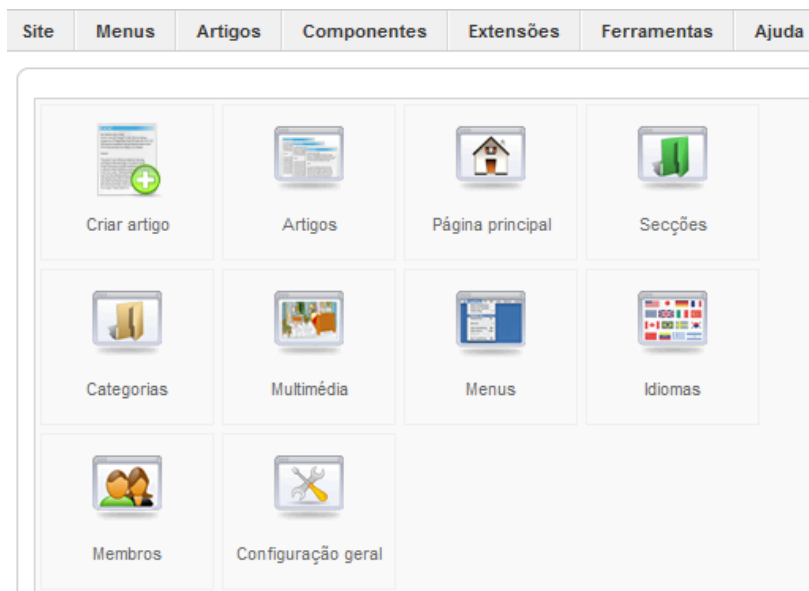 Site Menus Artigos Componentes Extensões Ferramentas Ajuda
Criar artigo Artigos Página principal Secções
Categorias Multimédia Menus Idiomas
Membros Configuração geral